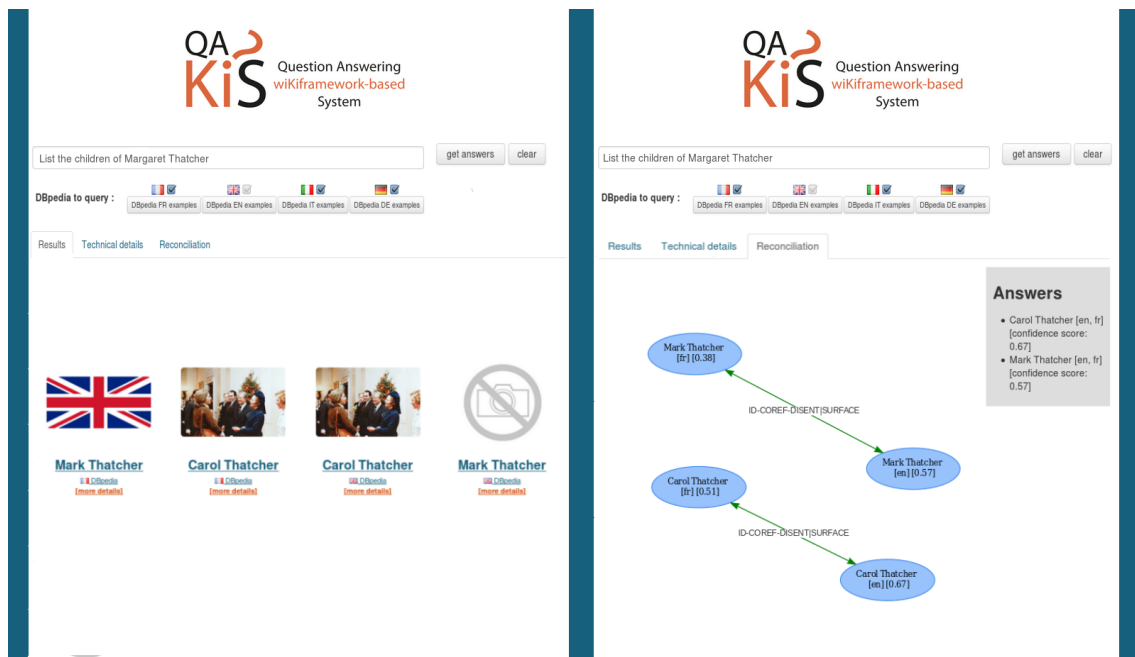 QA
KiS
Question Answering
wiKiframework-based
System
List the children of Margaret Thatcher
get answers
clear
DBpedia to query :
DBpedia FR examples
DBpedia EN examples
DBpedia IT examples
DBpedia DE examples
Results
Technical details
Reconciliation
Mark Thatcher
DBpedia
[more details]
Carol Thatcher
DBpedia
[more details]
Carol Thatcher
DBpedia
[more details]
Mark Thatcher
DBpedia
[more details]
QA
KiS
Question Answering
wiKiframework-based
System
List the children of Margaret Thatcher
get answers
clear
DBpedia to query :
DBpedia FR examples
DBpedia EN examples
DBpedia IT examples
DBpedia DE examples
Results
Technical details
Reconciliation
Answers
Carol Thatcher [en, fr]
[confidence score:
0.67]
Mark Thatcher [en, fr]
[confidence score:
0.57]
Mark Thatcher
[fr] [0.38]
ID-COREF-DISENT|SURFACE
Mark Thatcher
[en] [0.57]
Carol Thatcher
[fr] [0.51]
ID-COREF-DISENT|SURFACE
Carol Thatcher
[en] [0.67]